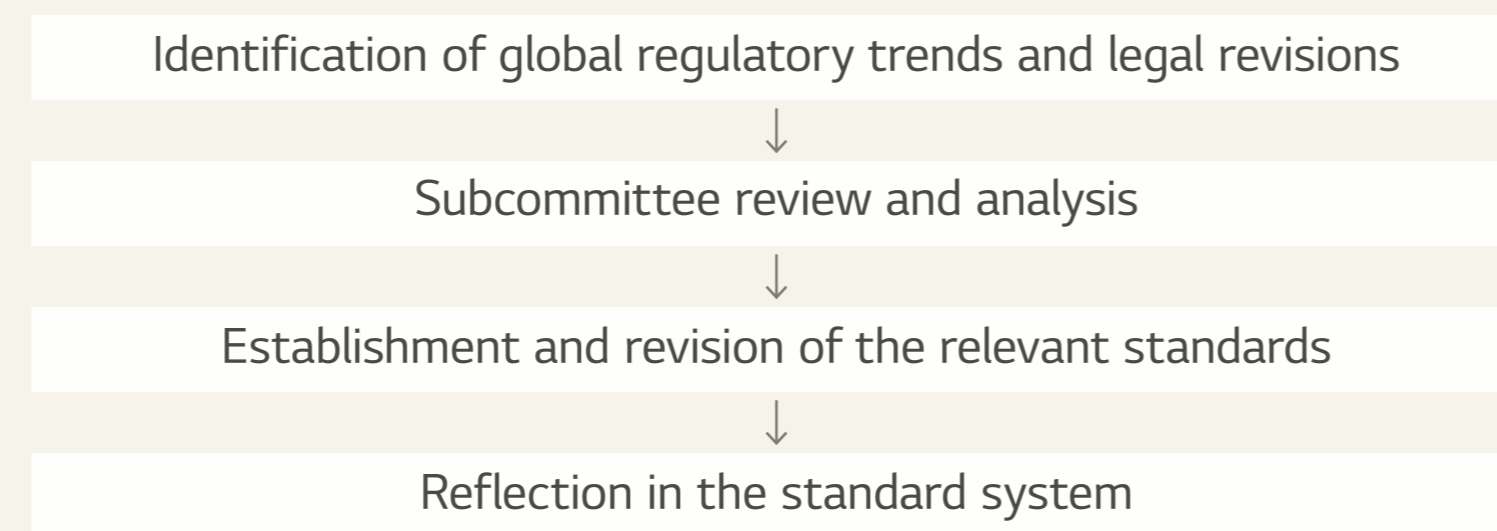 Identification of global regulatory trends and legal revisions
Subcommittee review and analysis
Establishment and revision of the relevant standards
Reflection in the standard system